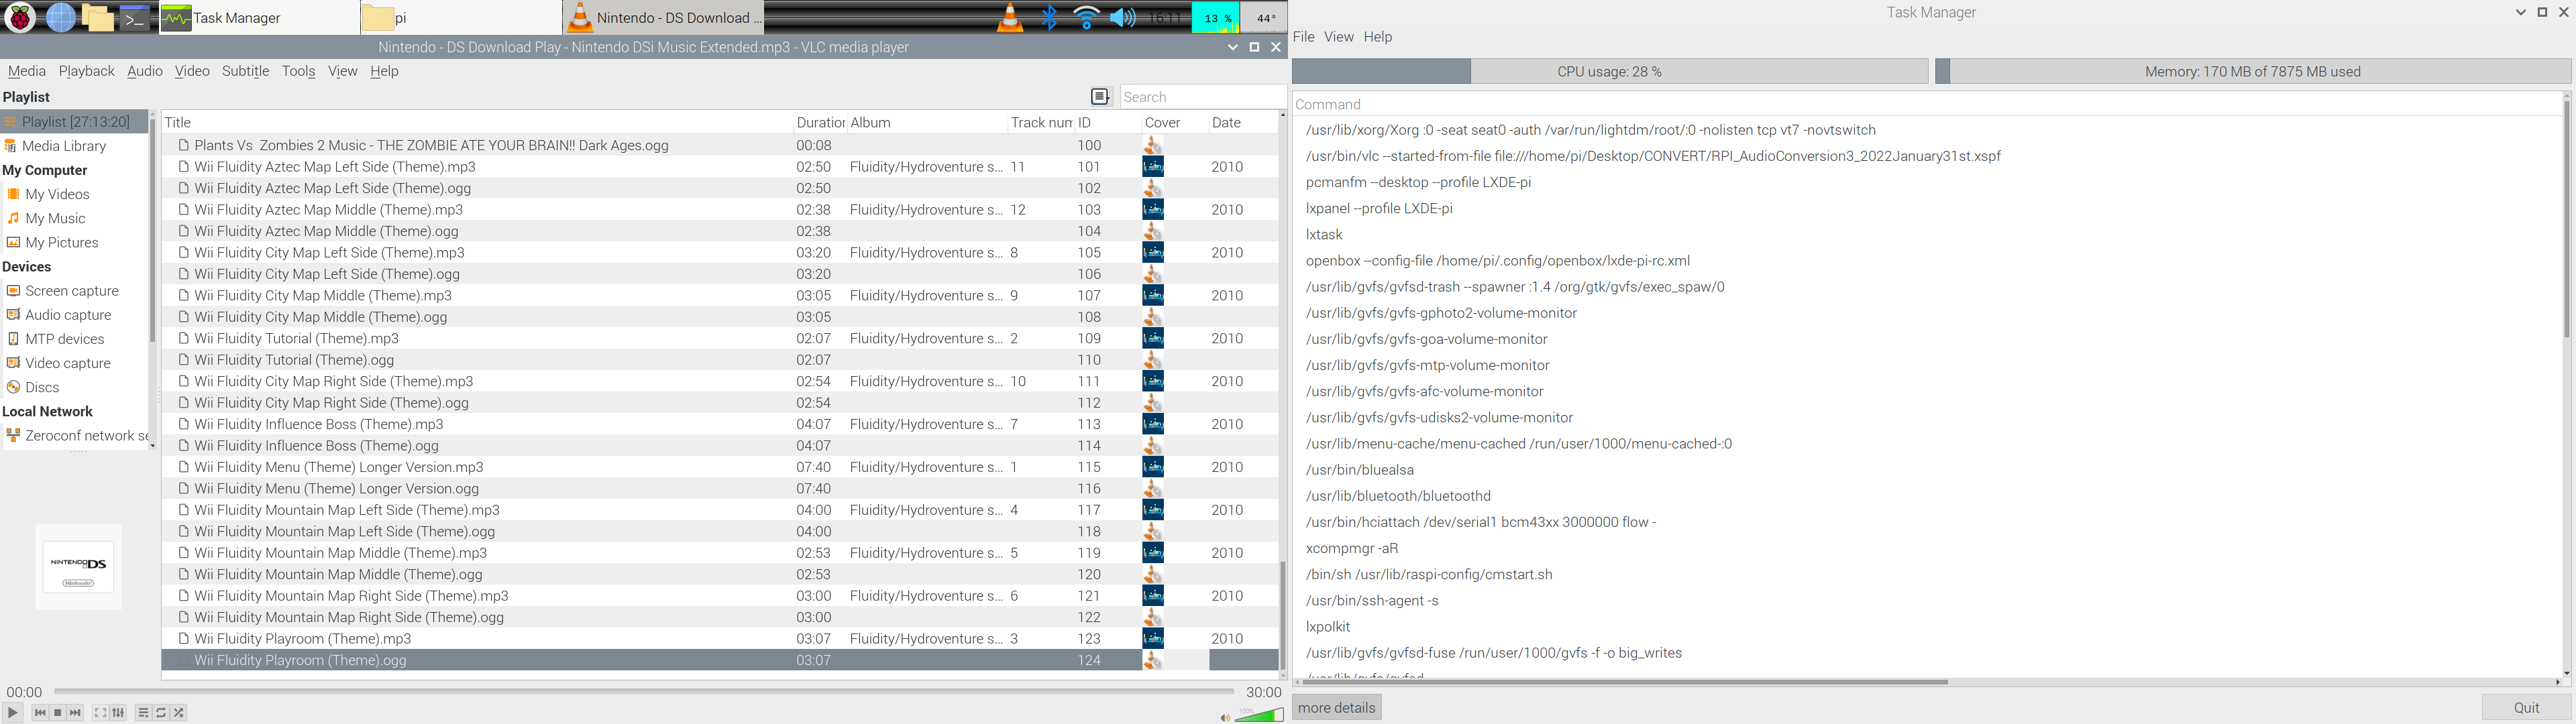 Task Manager
pi
Nintendo - DS Download ...
16:11
13 %
44°
Nintendo - DS Download Play - Nintendo DSi Music Extended.mp3 - VLC media player
Media Playback Audio Video Subtitle Tools View Help
Playlist
Search
Playlist [27:13:20]
Media Library
My Computer
My Videos
My Music
My Pictures
Devices
Screen capture
Audio capture
MTP devices
Video capture
Discs
Local Network
Zeroconf network se
NINTENDO DS
Nintendo
Title Duration Album Track num ID Cover Date
Plants Vs  Zombies 2 Music - THE ZOMBIE ATE YOUR BRAIN!! Dark Ages.ogg 00:08 100
Wii Fluidity Aztec Map Left Side (Theme).mp3 02:50 Fluidity/Hydroventure s... 11 101 2010
Wii Fluidity Aztec Map Left Side (Theme).ogg 02:50 102
Wii Fluidity Aztec Map Middle (Theme).mp3 02:38 Fluidity/Hydroventure s... 12 103 2010
Wii Fluidity Aztec Map Middle (Theme).ogg 02:38 104
Wii Fluidity City Map Left Side (Theme).mp3 03:20 Fluidity/Hydroventure s... 8 105 2010
Wii Fluidity City Map Left Side (Theme).ogg 03:20 106
Wii Fluidity City Map Middle (Theme).mp3 03:05 Fluidity/Hydroventure s... 9 107 2010
Wii Fluidity City Map Middle (Theme).ogg 03:05 108
Wii Fluidity Tutorial (Theme).mp3 02:07 Fluidity/Hydroventure s... 2 109 2010
Wii Fluidity Tutorial (Theme).ogg 02:07 110
Wii Fluidity City Map Right Side (Theme).mp3 02:54 Fluidity/Hydroventure s... 10 111 2010
Wii Fluidity City Map Right Side (Theme).ogg 02:54 112
Wii Fluidity Influence Boss (Theme).mp3 04:07 Fluidity/Hydroventure s... 7 113 2010
Wii Fluidity Influence Boss (Theme).ogg 04:07 114
Wii Fluidity Menu (Theme) Longer Version.mp3 07:40 Fluidity/Hydroventure s... 1 115 2010
Wii Fluidity Menu (Theme) Longer Version.ogg 07:40 116
Wii Fluidity Mountain Map Left Side (Theme).mp3 04:00 Fluidity/Hydroventure s... 4 117 2010
Wii Fluidity Mountain Map Left Side (Theme).ogg 04:00 118
Wii Fluidity Mountain Map Middle (Theme).mp3 02:53 Fluidity/Hydroventure s... 5 119 2010
Wii Fluidity Mountain Map Middle (Theme).ogg 02:53 120
Wii Fluidity Mountain Map Right Side (Theme).mp3 03:00 Fluidity/Hydroventure s... 6 121 2010
Wii Fluidity Mountain Map Right Side (Theme).ogg 03:00 122
Wii Fluidity Playroom (Theme).mp3 03:07 Fluidity/Hydroventure s... 3 123 2010
Wii Fluidity Playroom (Theme).ogg 03:07 124
00:00 30:00
100%
Task Manager
File View Help
CPU usage: 28 %
Memory: 170 MB of 7875 MB used
Command
/usr/lib/xorg/Xorg :0 -seat seat0 -auth /var/run/lightdm/root/:0 -nolisten tcp vt7 -novtswitch
/usr/bin/vlc --started-from-file file:///home/pi/Desktop/CONVERT/RPI_AudioConversion3_2022January31st.xspf
pcmanfm --desktop --profile LXDE-pi
lxpanel --profile LXDE-pi
lxtask
openbox --config-file /home/pi/.config/openbox/lxde-pi-rc.xml
/usr/lib/gvfs/gvfsd-trash --spawner :1.4 /org/gtk/gvfs/exec_spaw/0
/usr/lib/gvfs/gvfs-gphoto2-volume-monitor
/usr/lib/gvfs/gvfs-goa-volume-monitor
/usr/lib/gvfs/gvfs-mtp-volume-monitor
/usr/lib/gvfs/gvfs-afc-volume-monitor
/usr/lib/gvfs/gvfs-udisks2-volume-monitor
/usr/lib/menu-cache/menu-cached /run/user/1000/menu-cached-:0
/usr/bin/bluealsa
/usr/lib/bluetooth/bluetoothd
/usr/bin/hciattach /dev/serial1 bcm43xx 3000000 flow -
xcompmgr -aR
/bin/sh /usr/lib/raspi-config/cmstart.sh
/usr/bin/ssh-agent -s
lxpolkit
/usr/lib/gvfs/gvfsd-fuse /run/user/1000/gvfs -f -o big_writes
/usr/lib/gvfs/gvfsd
more details
Quit